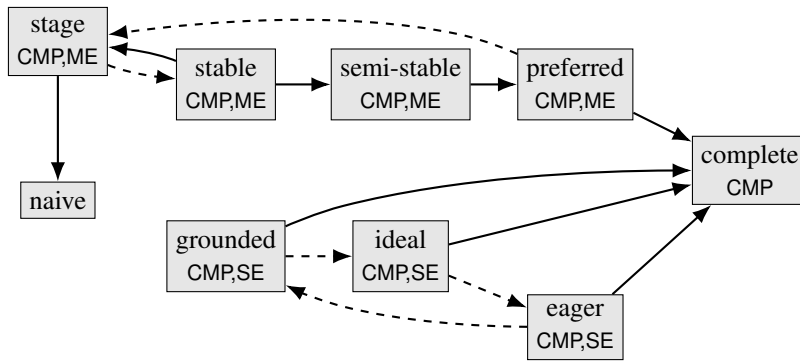 stage
CMP,ME
stable
CMP,ME
semi-stable
CMP,ME
preferred
CMP,ME
complete
CMP
naive
grounded
CMP,SE
ideal
CMP,SE
eager
CMP,SE